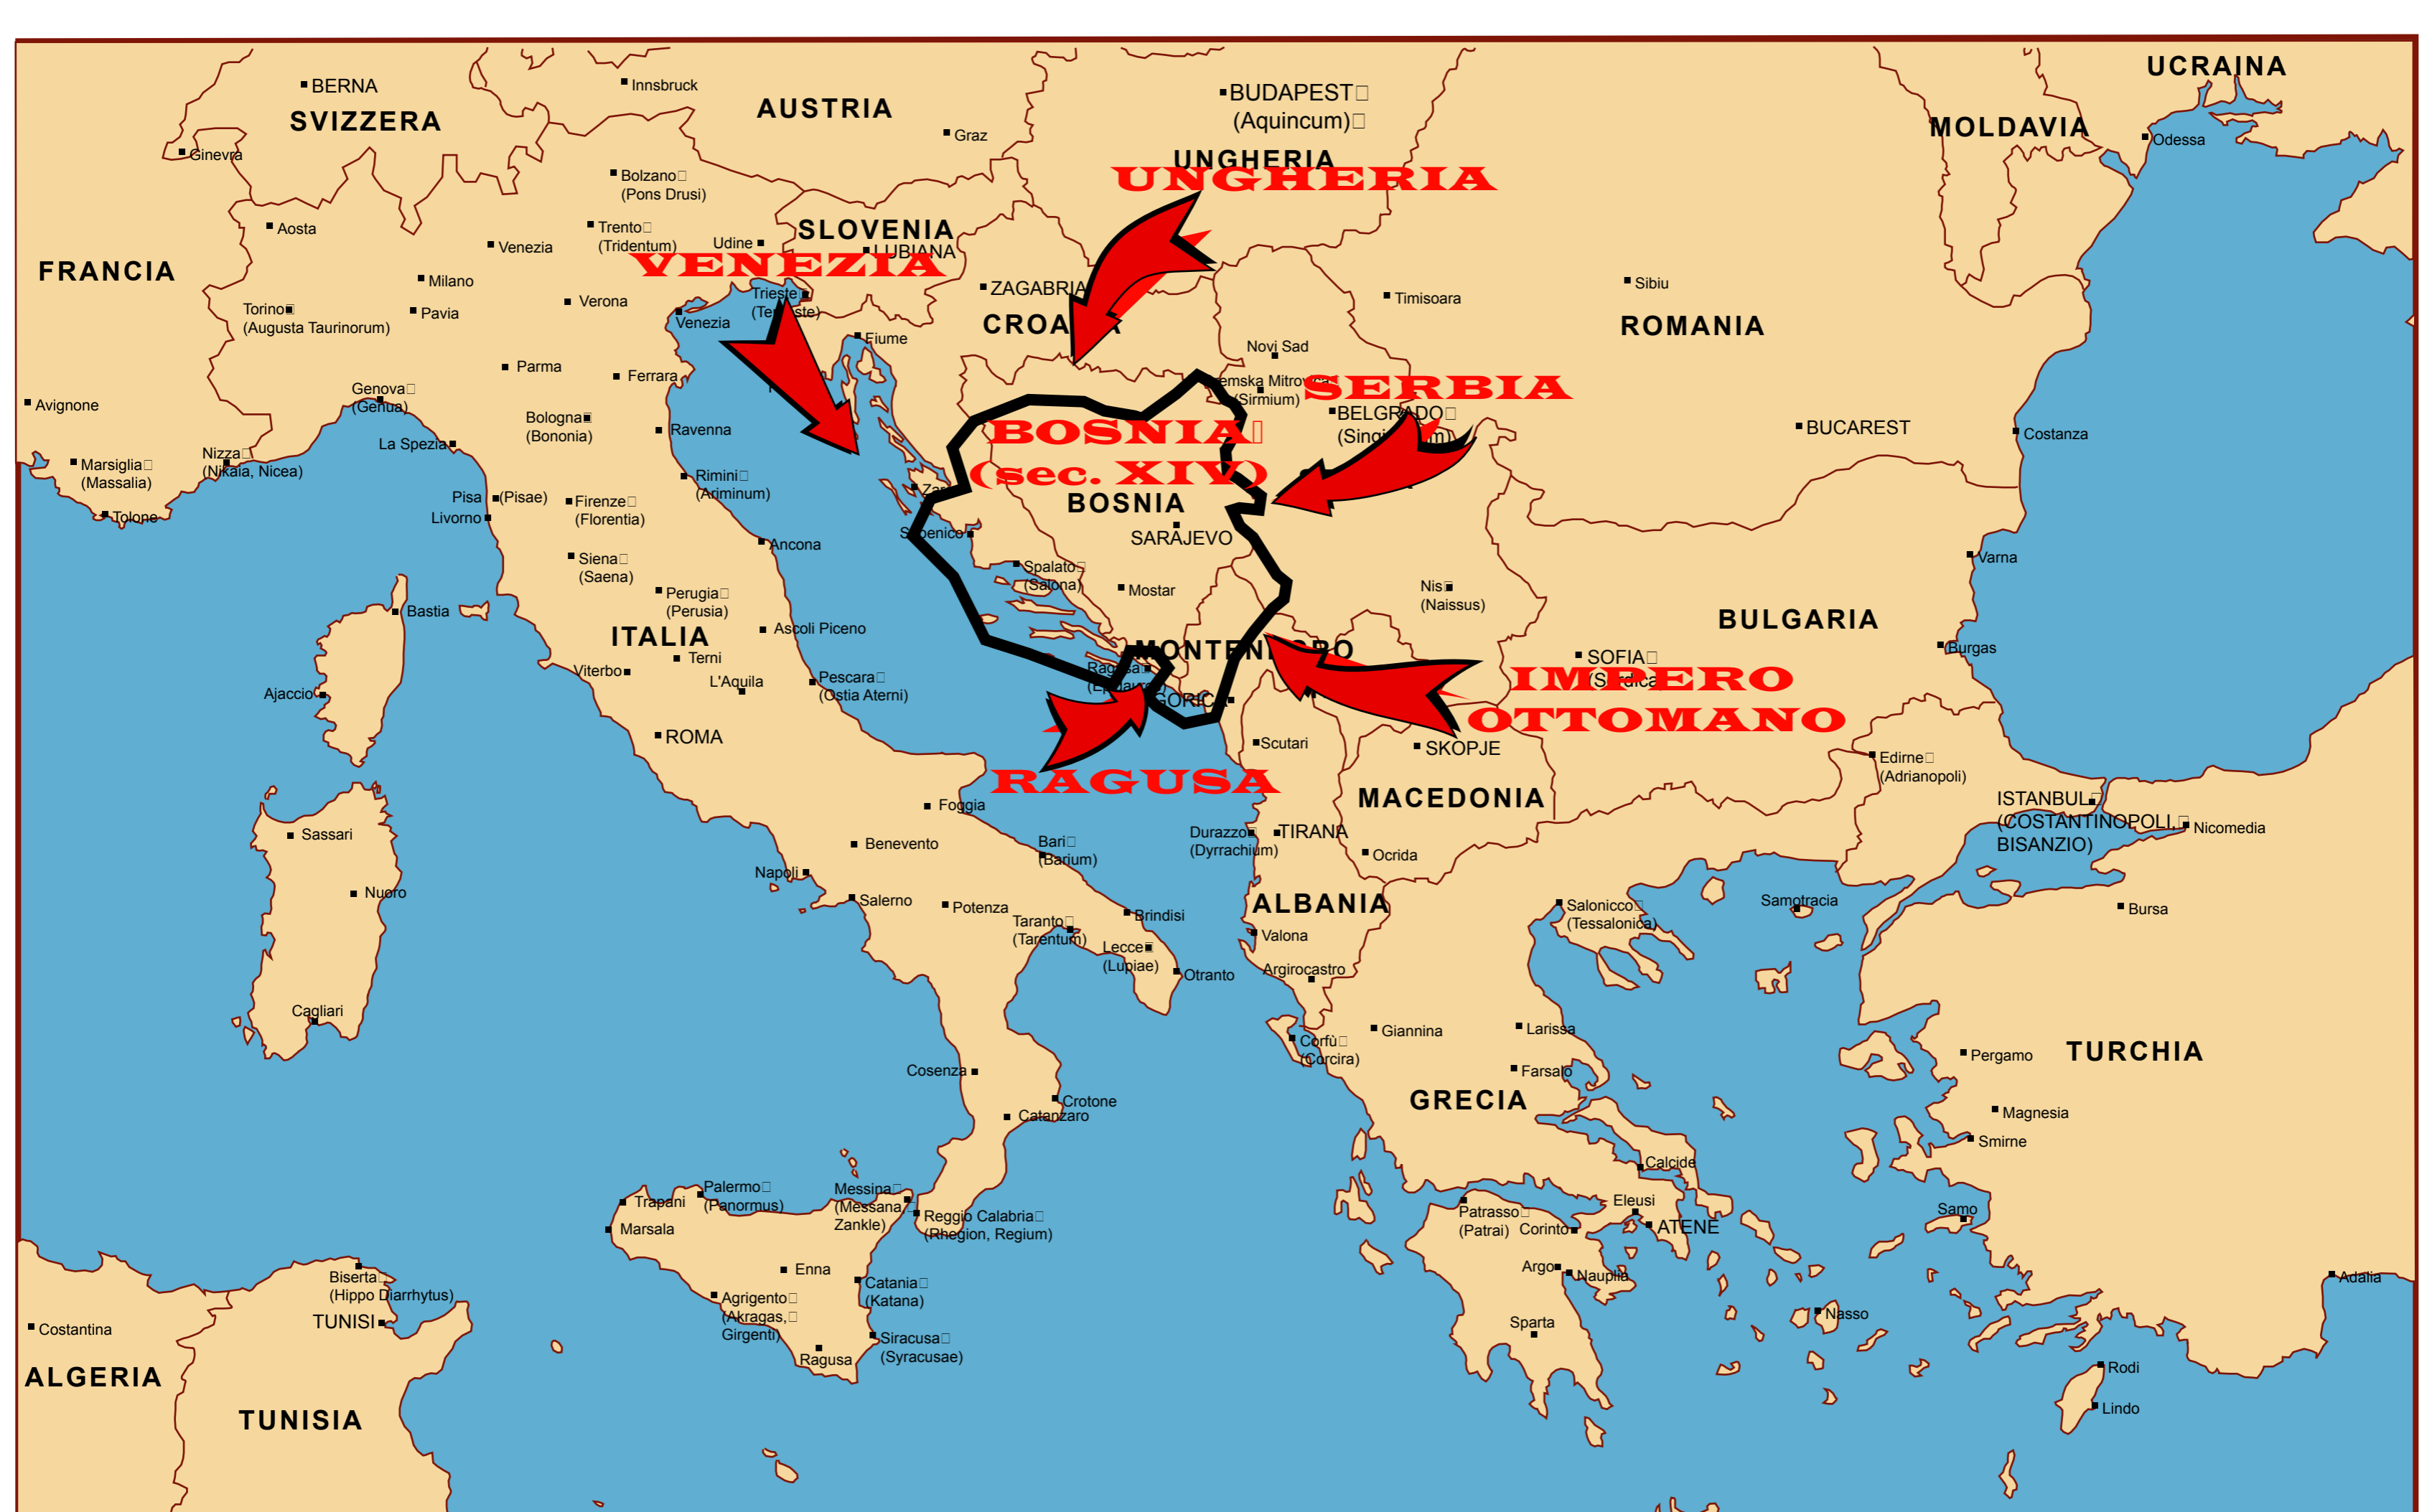 UCRAINA
BERNA
Innsbruck
AUSTRIA
BUDAPEST
(Aquincum)
SVIZZERA
MOLDAVIA
Graz
Odessa
Ginevra
UNGHERIA
UNGHERIA
Bolzano
(Pons Drusi)
Aosta
Trento
(Tridentum)
Udine
SLOVENIA
LUBIANA
Venezia
VENEZIA
FRANCIA
Milano
ZAGABRIA
Timisoara
Sibiu
Torino
(Augusta Taurinorum)
Pavia
Verona
Venezia
Trieste
ROMANIA
Fiume
Novi Sad
Parma
Ferrara
SERBIA
(Sirmium)
Genova
(Genua)
Avignone
Bologna
(Bononia)
Ravenna
BELGRADO
BUCAREST
Costanza
BOSNIA
(sec. XIV)
La Spezia
Nizza
(Nikaia, Nicea)
Marsiglia
(Massalia)
Rimini
(Ariminum)
Pisa
(Pisae)
Firenze
(Florentia)
BOSNIA
Livorno
Tolone
SARAJEVO
Ancona
Siena
(Saena)
Spalato
(Salona)
Varna
Mostar
Nis
(Naissus)
Perugia
(Perusia)
Bastia
ITALIA
Ascoli Piceno
BULGARIA
MONTENEGRO
Burgas
Terni
Viterbo
L'Aquila
Pescara
(Ostia Aterni)
Ajaccio
SOFIA
IMPERO
OTTOMANO
ROMA
Scutari
SKOPJE
Edirne
(Adrianopoli)
RAGUSA
MACEDONIA
Foggia
ISTANBUL
(COSTANTINOPOLI,
BISANZIO)
Nicomedia
Sassari
Durazzo
(Dyrrachium)
TIRANA
Benevento
Bari
(Barium)
Ocrida
Napoli
Nuoro
Salerno
Potenza
Brindisi
ALBANIA
Salonicco
(Tessalonica)
Samotracia
Bursa
Taranto
(Tarentum)
Valona
Lecce
(Lupiae)
Otranto
Argirocastro
Cagliari
Giannina
Larissa
Corfù
(Corcira)
Pergamo
TURCHIA
Cosenza
Farsalo
GRECIA
Crotone
Catanzaro
Magnesia
Smirne
Calcide
Palermo
(Panormus)
Trapani
Messina
(Messana,
Zankle)
Reggio Calabria
(Rhegion, Regium)
Marsala
Patrasso
(Patrai)
Corinto
Eleusi
ATENE
Samo
Enna
Argo
Nauplia
Adalia
Biserta
(Hippo Diarrhytus)
Catania
(Katana)
Agrigento
(Akragas,
Girgenti)
TUNISI
Costantina
Nasso
Siracusa
(Syracusae)
Sparta
Ragusa
ALGERIA
Rodi
Lindo
TUNISIA